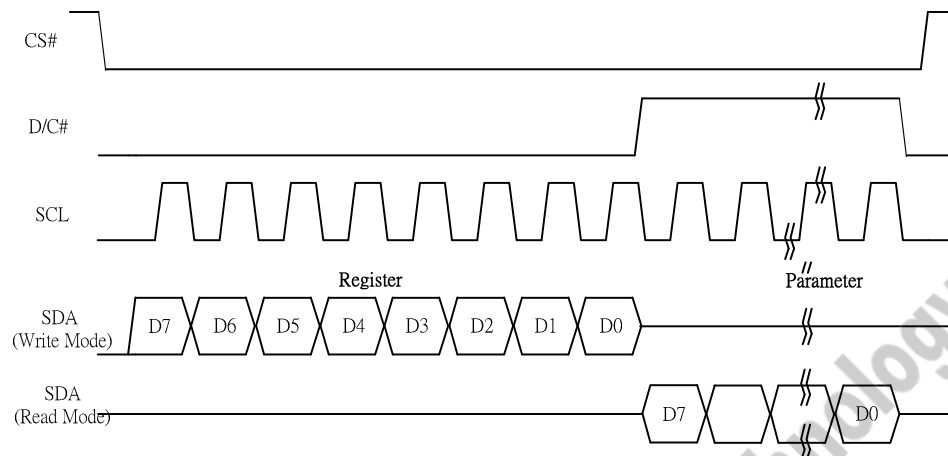 CS#
D/C#
SCL
Register Parameter
SDA
(Write Mode)
D7 D6 D5 D4 D3 D2 D1 D0
SDA
(Read Mode)
D7 D0